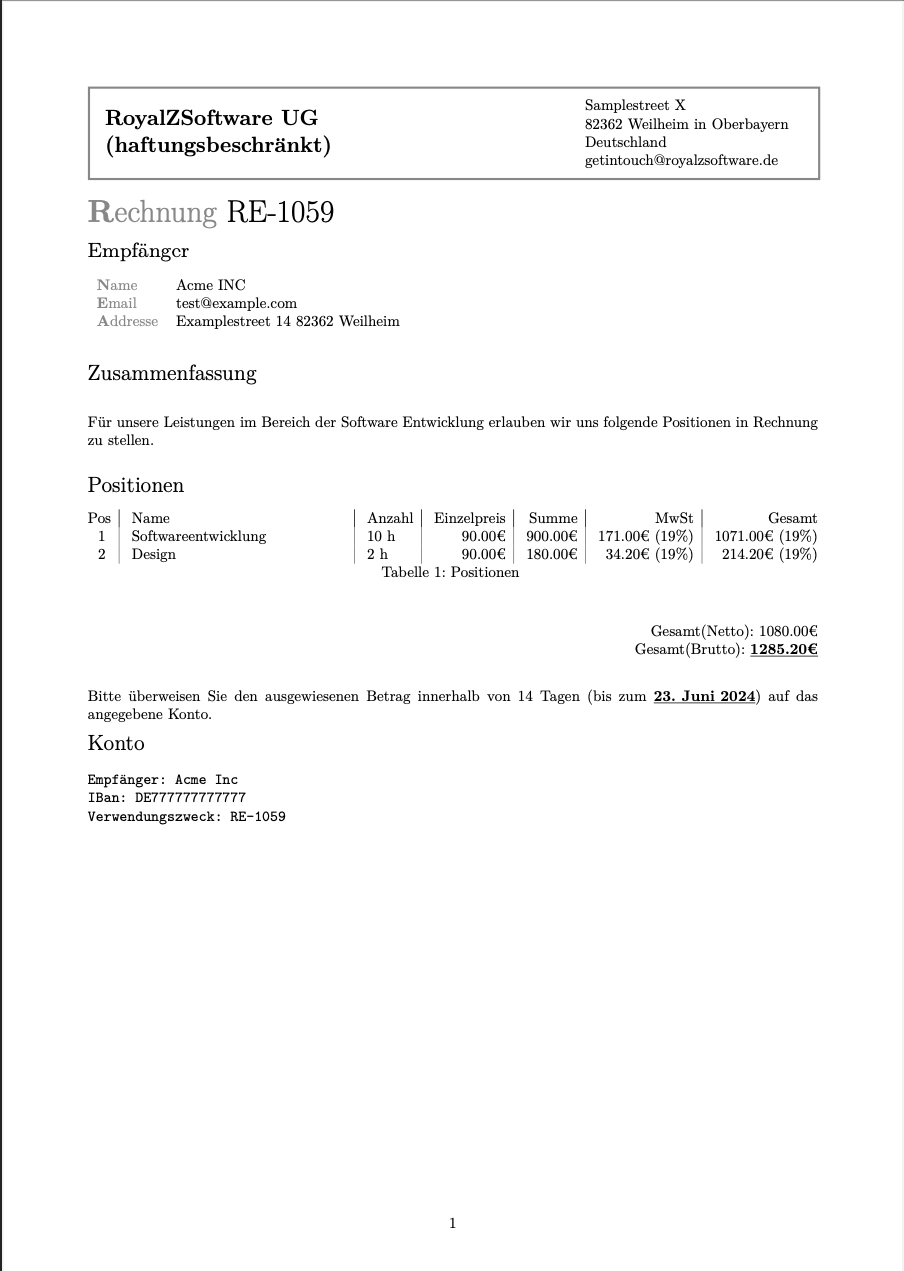 RoyalZSoftware UG
(haftungsbeschränkt)
Samplestreet X
82362 Weilheim in Oberbayern
Deutschland
getintouch@royalzsoftware.de
Rechnung RE-1059
Empfänger
Name Acme INC
Email test@example.com
Addresse Examplestreet 14 82362 Weilheim
Zusammenfassung
Für unsere Leistungen im Bereich der Software Entwicklung erlauben wir uns folgende Positionen in Rechnung
zu stellen.
Positionen
Pos Name Anzahl Einzelpreis Summe MwSt Gesamt
1 Softwareentwicklung 10 h 90.00€ 900.00€ 171.00€ (19%) 1071.00€ (19%)
2 Design 2 h 90.00€ 180.00€ 34.20€ (19%) 214.20€ (19%)
Tabelle 1: Positionen
Gesamt(Netto): 1080.00€
Gesamt(Brutto): 1285.20€
Bitte überweisen Sie den ausgewiesenen Betrag innerhalb von 14 Tagen (bis zum 23. Juni 2024) auf das
angegebene Konto.
Konto
Empfänger: Acme Inc
IBan: DE777777777777
Verwendungszweck: RE-1059
1